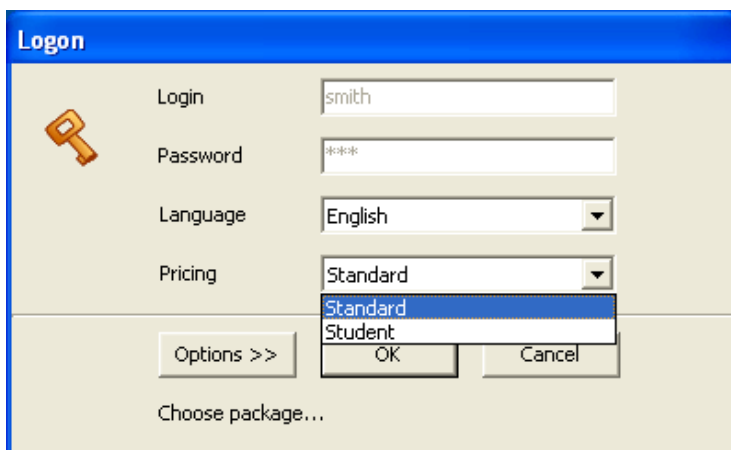 Logon
Login smith
Password ***
Language English
Pricing Standard
Standard
Student
Options >> OK Cancel
Choose package...